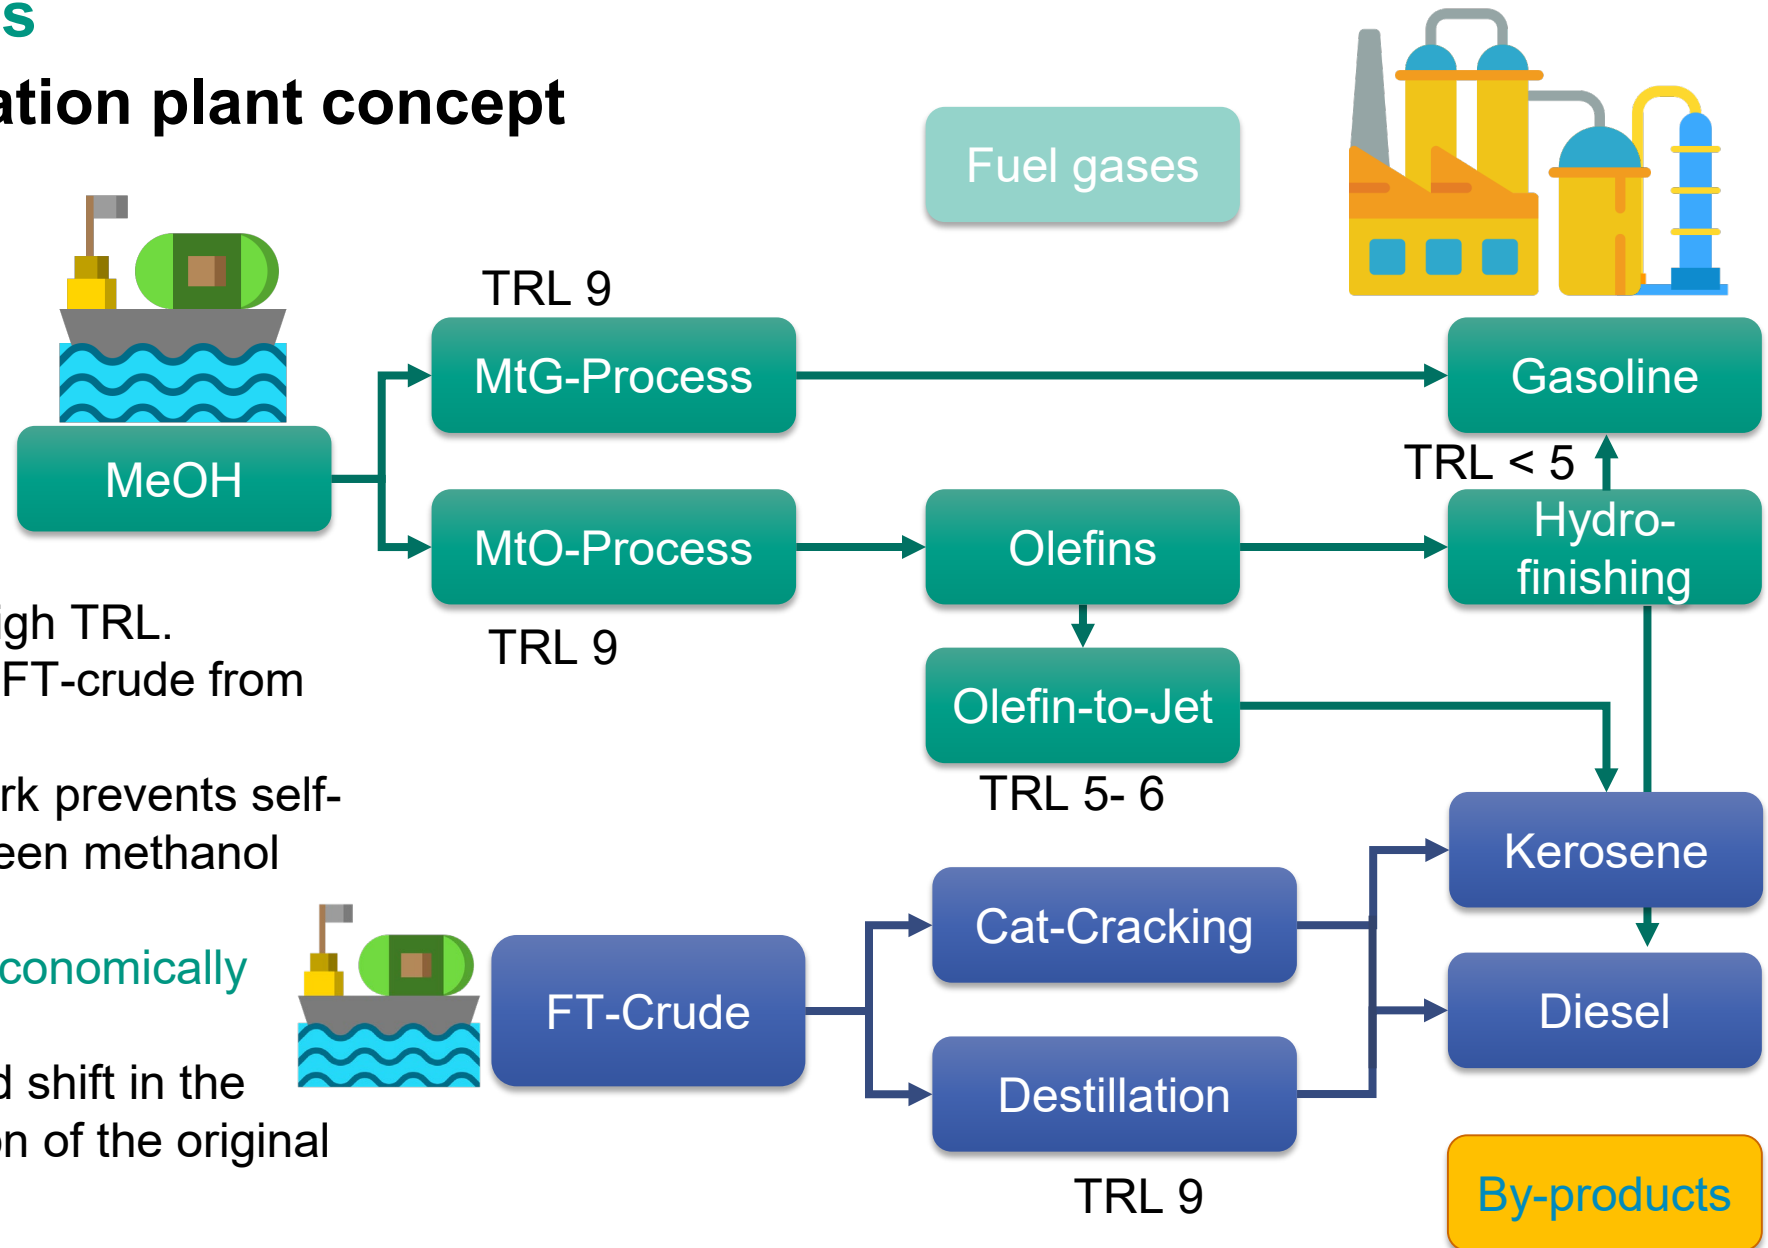 s
ation plant concept
Fuel gases
TRL 9
MtG-Process
Gasoline
MeOH
TRL < 5
MtO-Process
Olefins
Hydro-
finishing
TRL 9
igh TRL.
FT-crude from
Olefin-to-Jet
TRL 5- 6
rk prevents self-
een methanol
Kerosene
Cat-Cracking
conomically
FT-Crude
Diesel
d shift in the
on of the original
Destillation
TRL 9
By-products